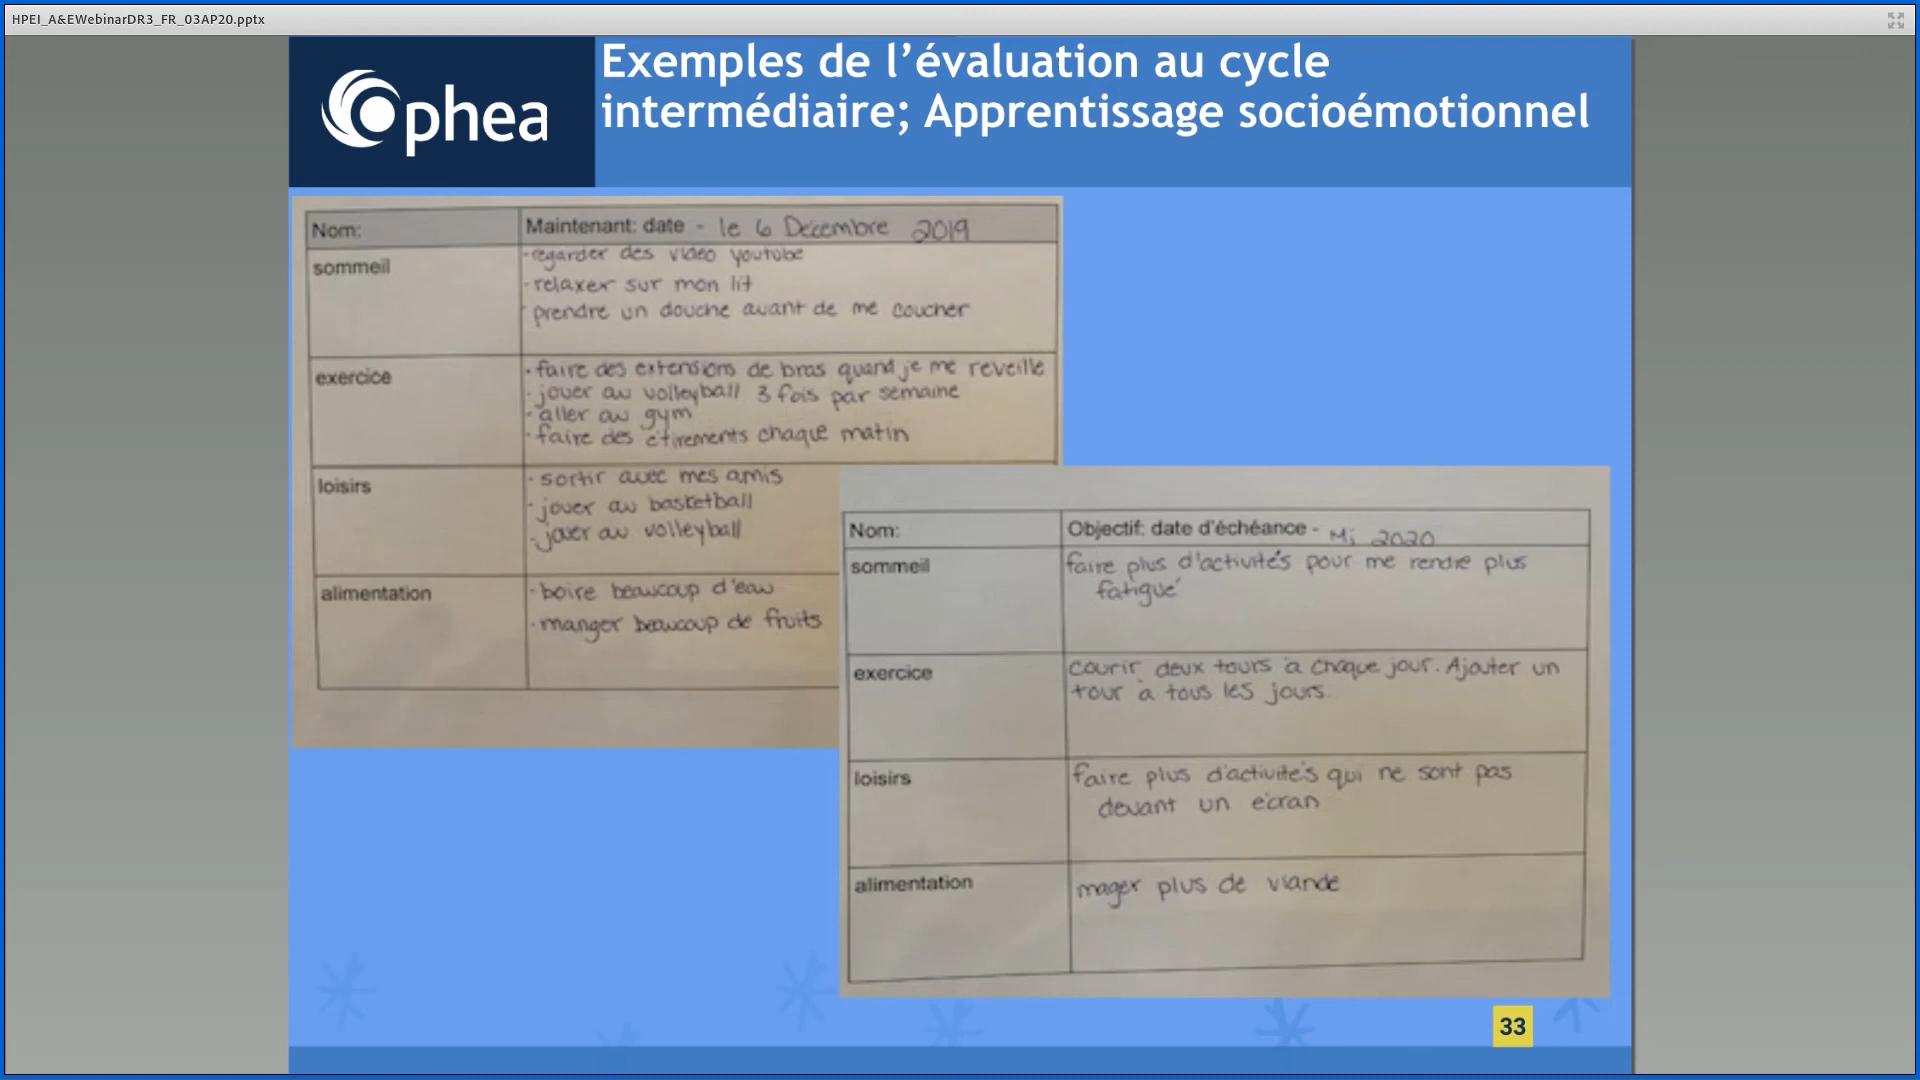 HPEI_A&EWebinarDR3_FR_03AP20.pptx
Ophea
Exemples de l'évaluation au cycle
intermédiaire; Apprentissage socioémotionnel
Nom:
Maintenant: date - le 6 Décembre 2019
sommeil
-regarder des video youtube
-relaxer sur mon lit
-prendre un douche avant de me coucher
exercice
-faire des extensions de bras quand je me reveille
-jouer au volleyball 3 fois par semaine
-aller au gym
-faire des étirements chaque matin
loisirs
-sortir avec mes amis
-jouer au basketball
-jouer au volleyball
alimentation
-boire beaucoup d'eau
-manger beaucoup de fruits
Nom:
Objectif: date d'échéance - Mi 2020
sommeil
faire plus d'activités pour me rendre plus
fatigué
exercice
courir deux tours à chaque jour. Ajouter un
tour à tous les jours.
loisirs
faire plus d'activités qui ne sont pas
devant un écran
alimentation
mager plus de viande
33